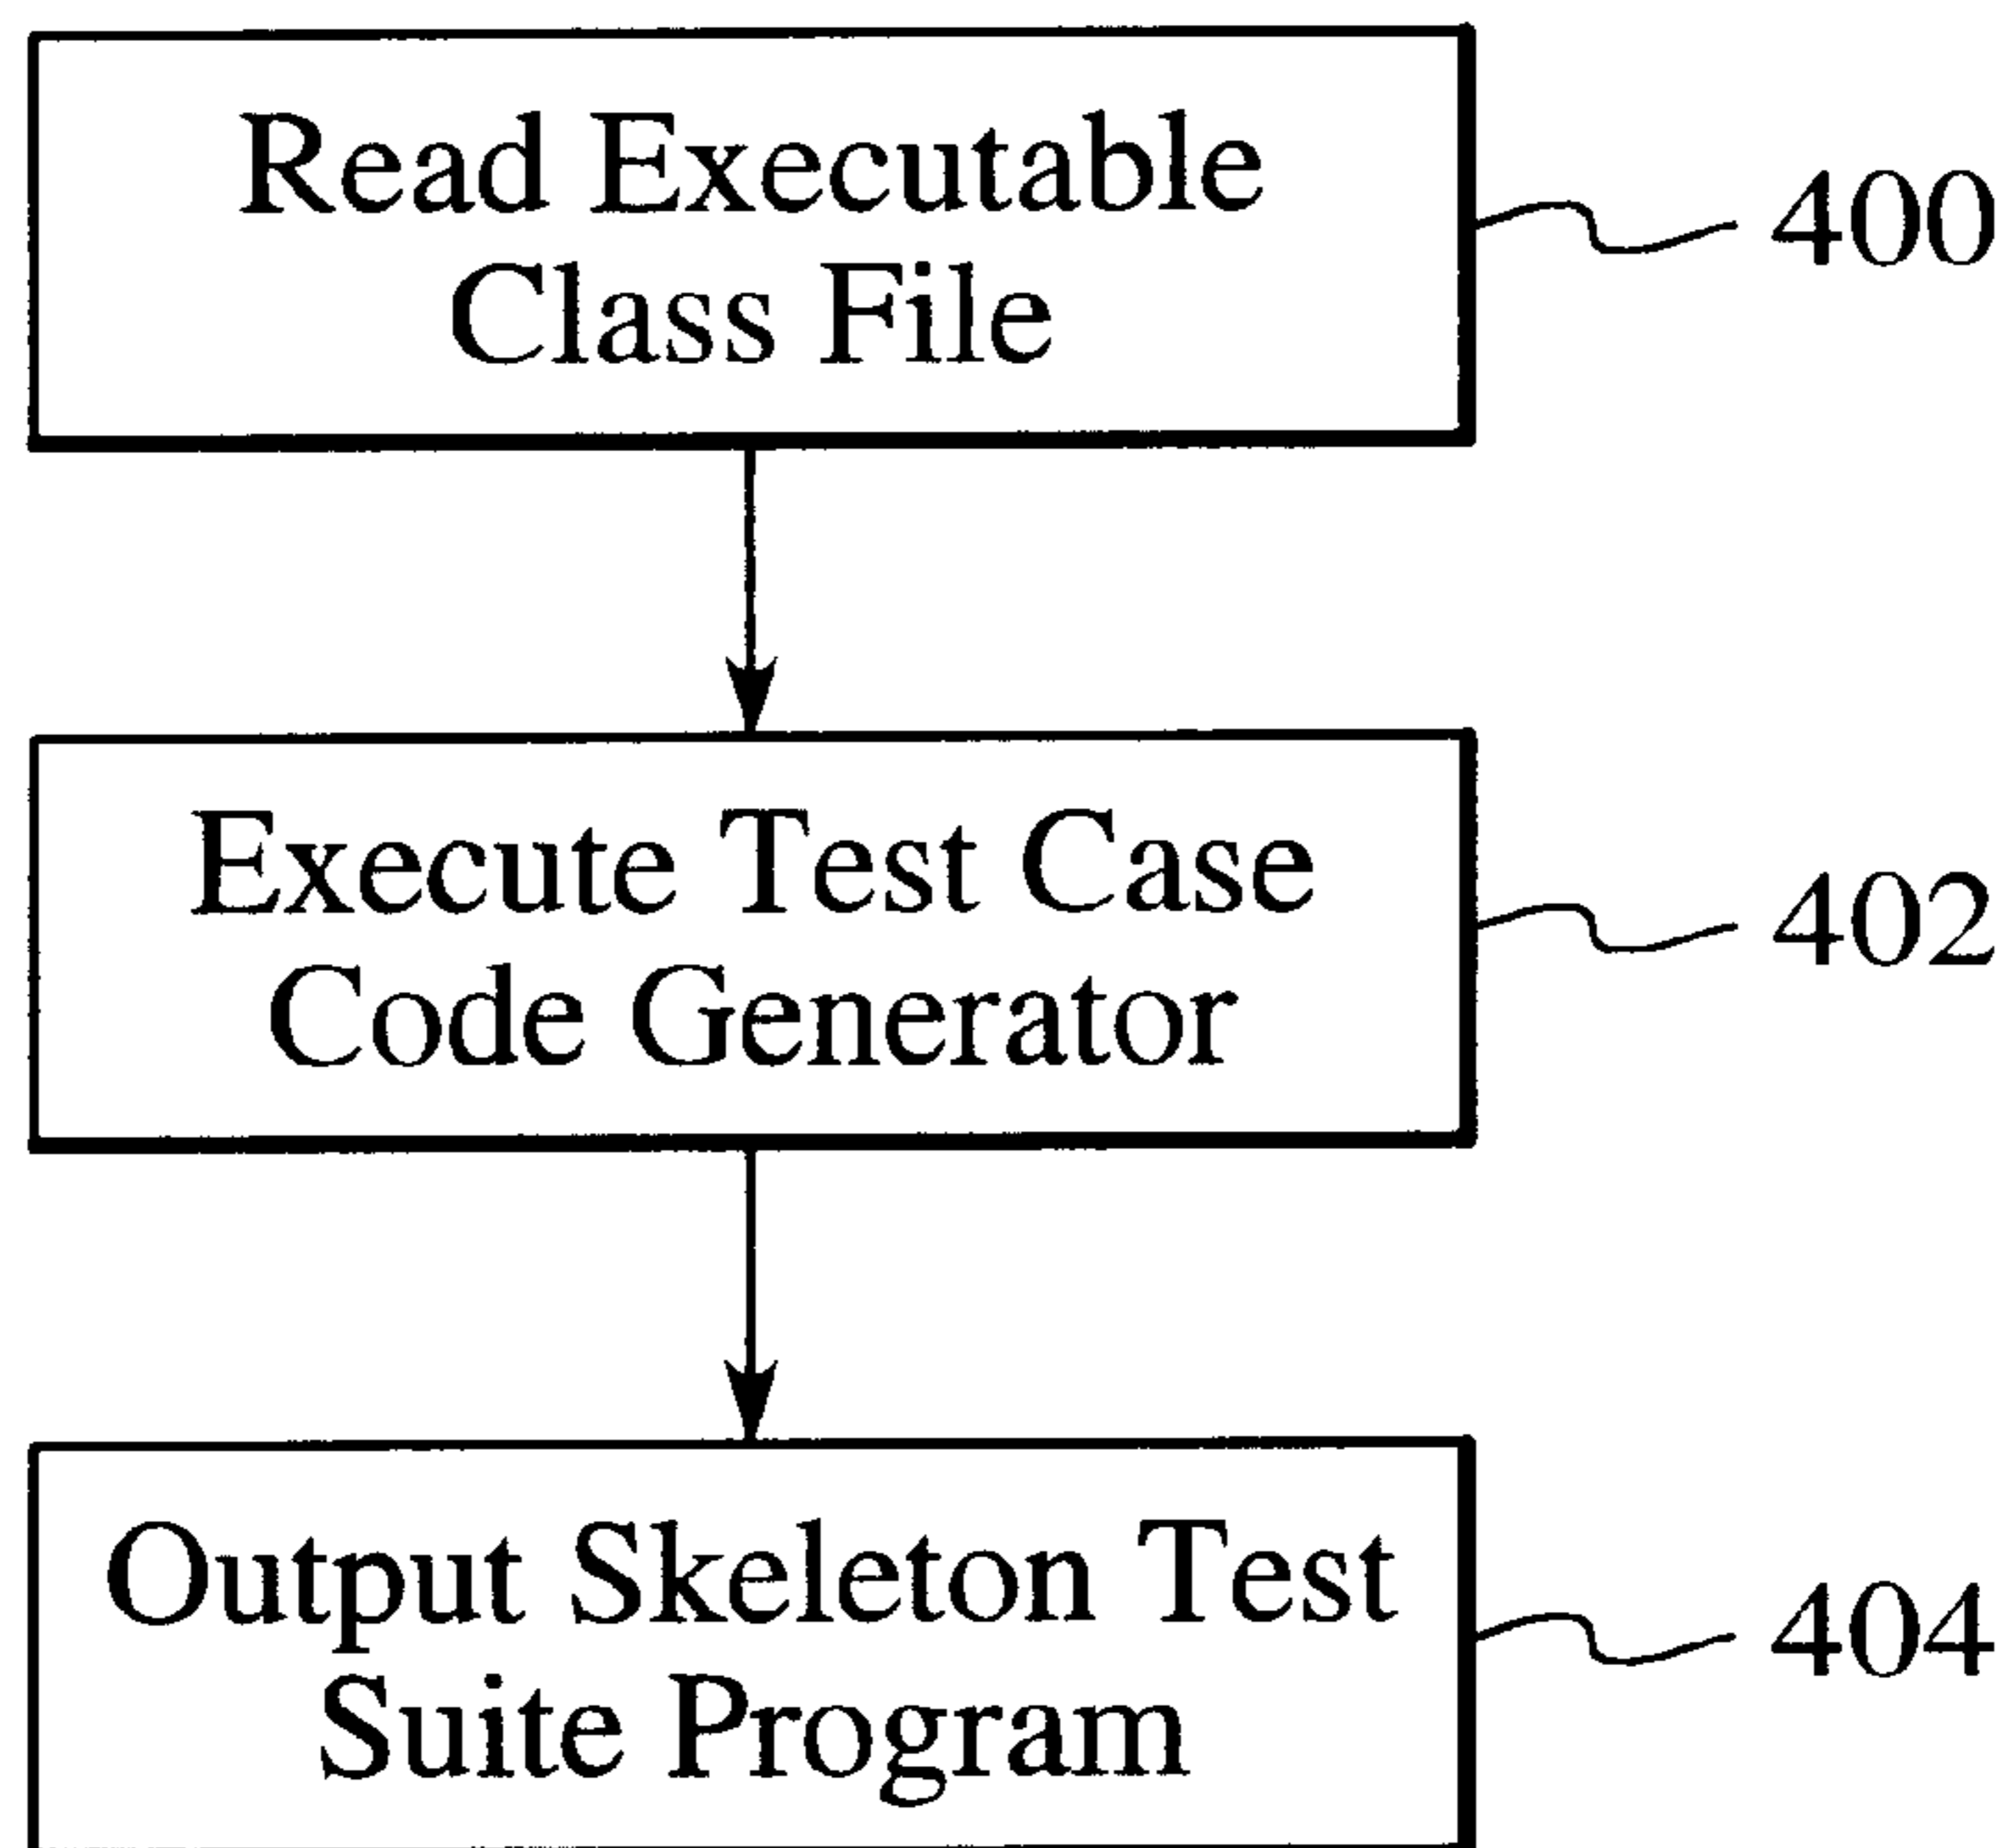 Read Executable
Class File
400
Execute Test Case
Code Generator
402
Output Skeleton Test
Suite Program
404